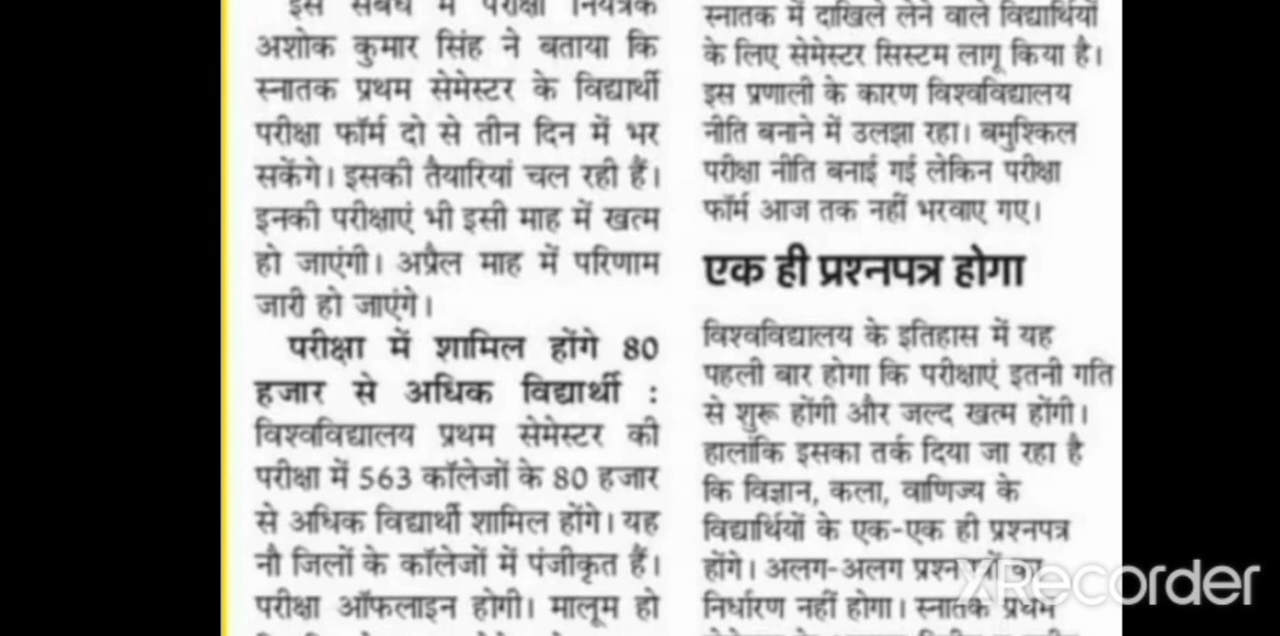 इस संबंध में परीक्षा नियंत्रक
अशोक कुमार सिंह ने बताया कि
स्नातक प्रथम सेमेस्टर के विद्यार्थी
परीक्षा फॉर्म दो से तीन दिन में भर
सकेंगे। इसकी तैयारियां चल रही हैं।
इनकी परीक्षाएं भी इसी माह में खत्म
हो जाएंगी। अप्रैल माह में परिणाम
जारी हो जाएंगे।
परीक्षा में शामिल होंगे 80
हजार से अधिक विद्यार्थी :
विश्वविद्यालय प्रथम सेमेस्टर की
परीक्षा में 563 कॉलेजों के 80 हजार
से अधिक विद्यार्थी शामिल होंगे। यह
नौ जिलों के कॉलेजों में पंजीकृत हैं।
परीक्षा ऑफलाइन होगी। मालूम हो
स्नातक में दाखिले लेने वाले विद्यार्थियों
के लिए सेमेस्टर सिस्टम लागू किया है।
इस प्रणाली के कारण विश्वविद्यालय
नीति बनाने में उलझा रहा। बमुश्किल
परीक्षा नीति बनाई गई लेकिन परीक्षा
फॉर्म आज तक नहीं भरवाए गए।
एक ही प्रश्नपत्र होगा
विश्वविद्यालय के इतिहास में यह
पहली बार होगा कि परीक्षाएं इतनी गति
से शुरू होंगी और जल्द खत्म होंगी।
हालांकि इसका तर्क दिया जा रहा है
कि विज्ञान, कला, वाणिज्य के
विद्यार्थियों के एक-एक ही प्रश्नपत्र
होंगे। अलग-अलग प्रश्न
निर्धारण नहीं होगा। स्नातक प्रथम
XRecorder